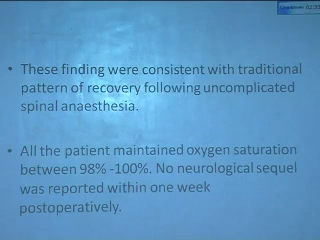 • These finding were consistent with traditional
pattern of recovery following uncomplicated
spinal anaesthesia.
• All the patient maintained oxygen saturation
between 98% -100%. No neurological sequel
was reported within one week
postoperatively.